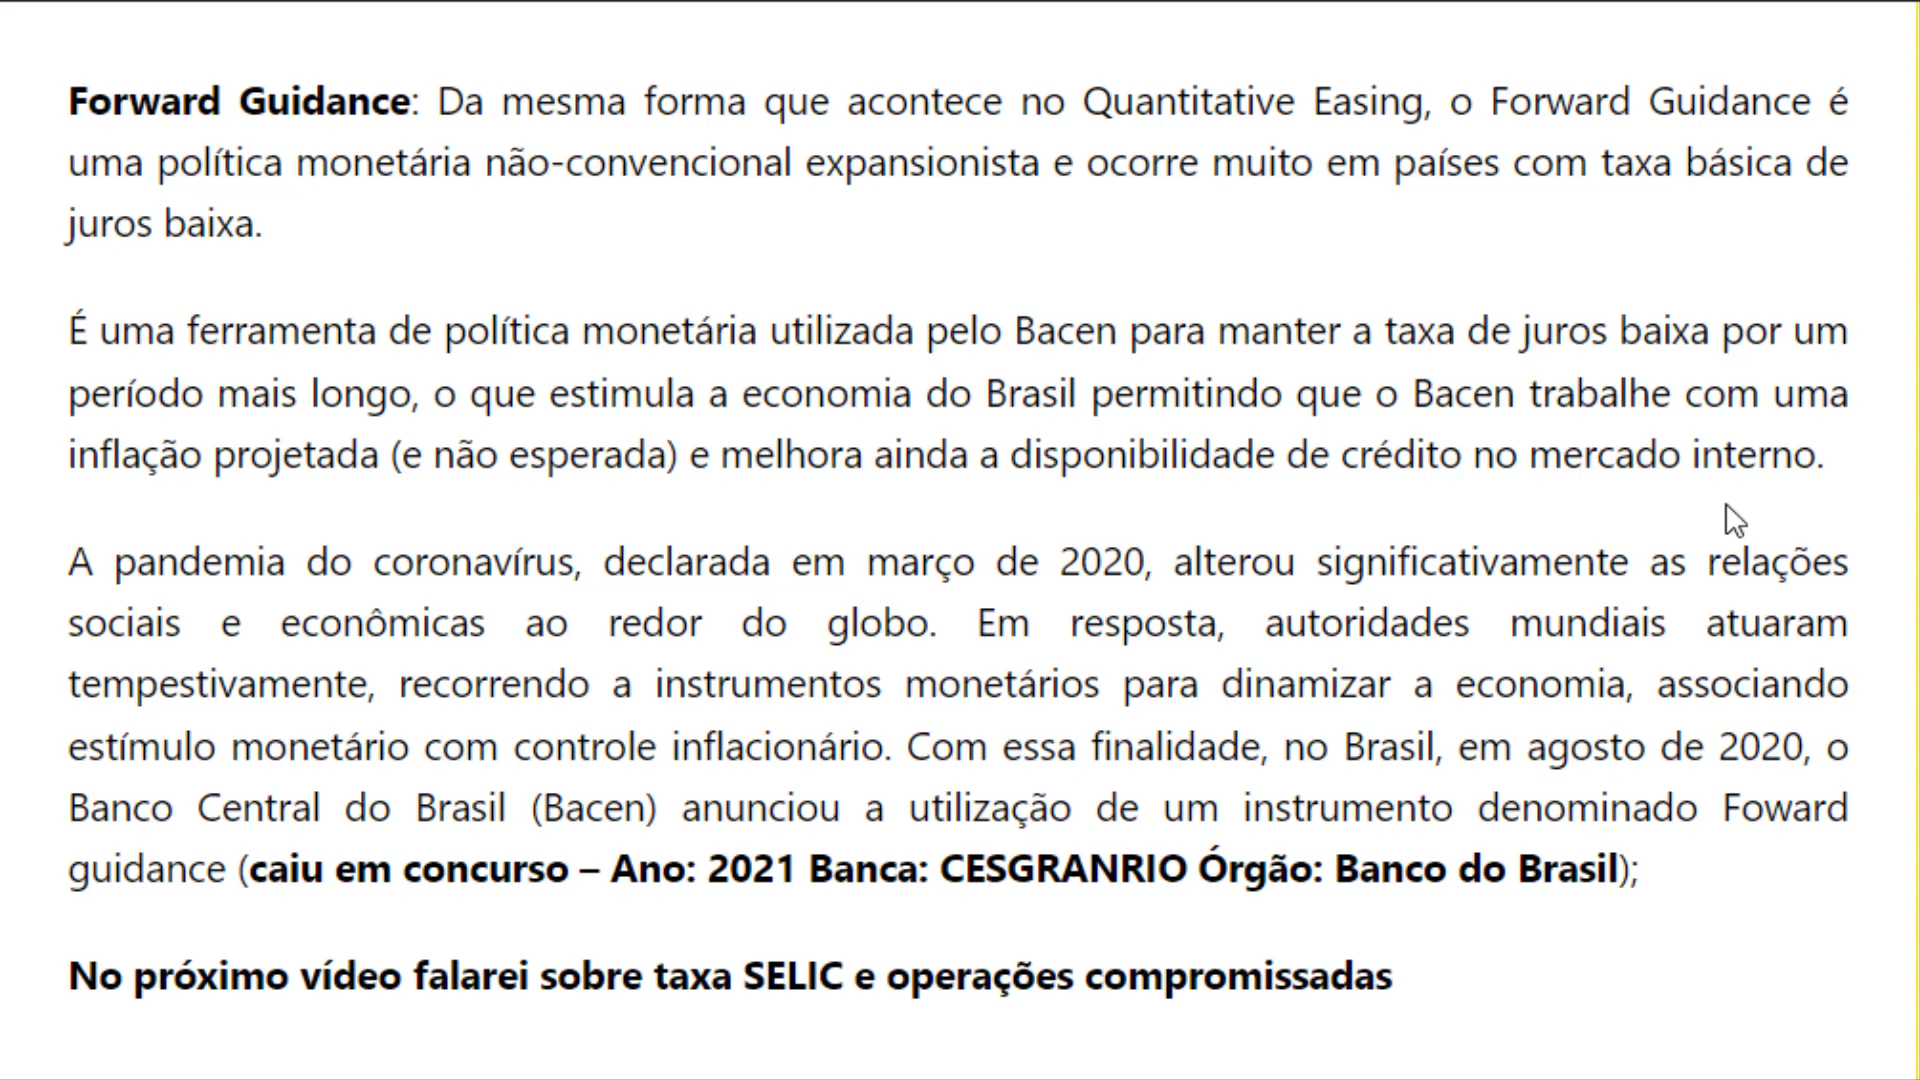 Forward Guidance: Da mesma forma que acontece no Quantitative Easing, o Forward Guidance é
uma política monetária não-convencional expansionista e ocorre muito em países com taxa básica de
juros baixa.
É uma ferramenta de política monetária utilizada pelo Bacen para manter a taxa de juros baixa por um
período mais longo, o que estimula a economia do Brasil permitindo que o Bacen trabalhe com uma
inflação projetada (e não esperada) e melhora ainda a disponibilidade de crédito no mercado interno.
A pandemia do coronavírus, declarada em março de 2020, alterou significativamente as relações
sociais e econômicas ao redor do globo. Em resposta, autoridades mundiais atuaram
tempestivamente, recorrendo a instrumentos monetários para dinamizar a economia, associando
estímulo monetário com controle inflacionário. Com essa finalidade, no Brasil, em agosto de 2020, o
Banco Central do Brasil (Bacen) anunciou a utilização de um instrumento denominado Foward
guidance (caiu em concurso – Ano: 2021 Banca: CESGRANRIO Órgão: Banco do Brasil);
No próximo vídeo falarei sobre taxa SELIC e operações compromissadas